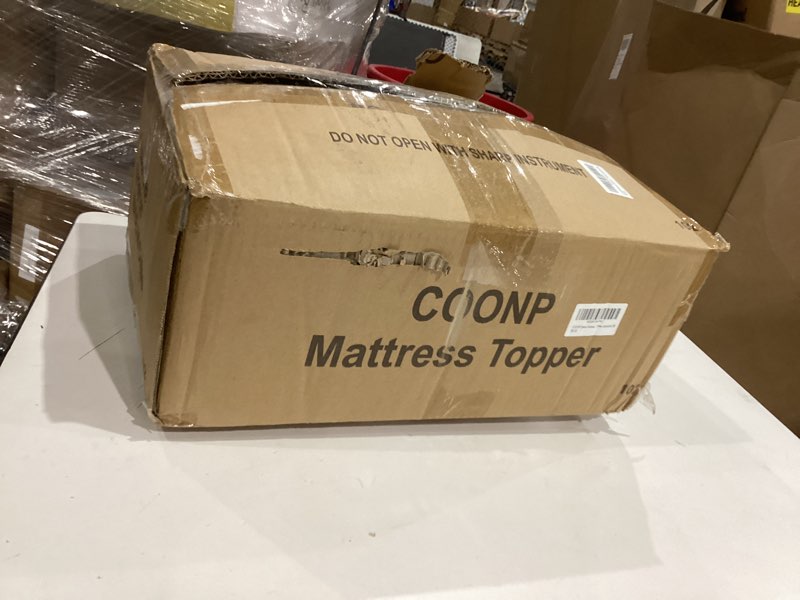 DO NOT OPEN WITH SHARP INSTRUMENT
COONP
Mattress Topper